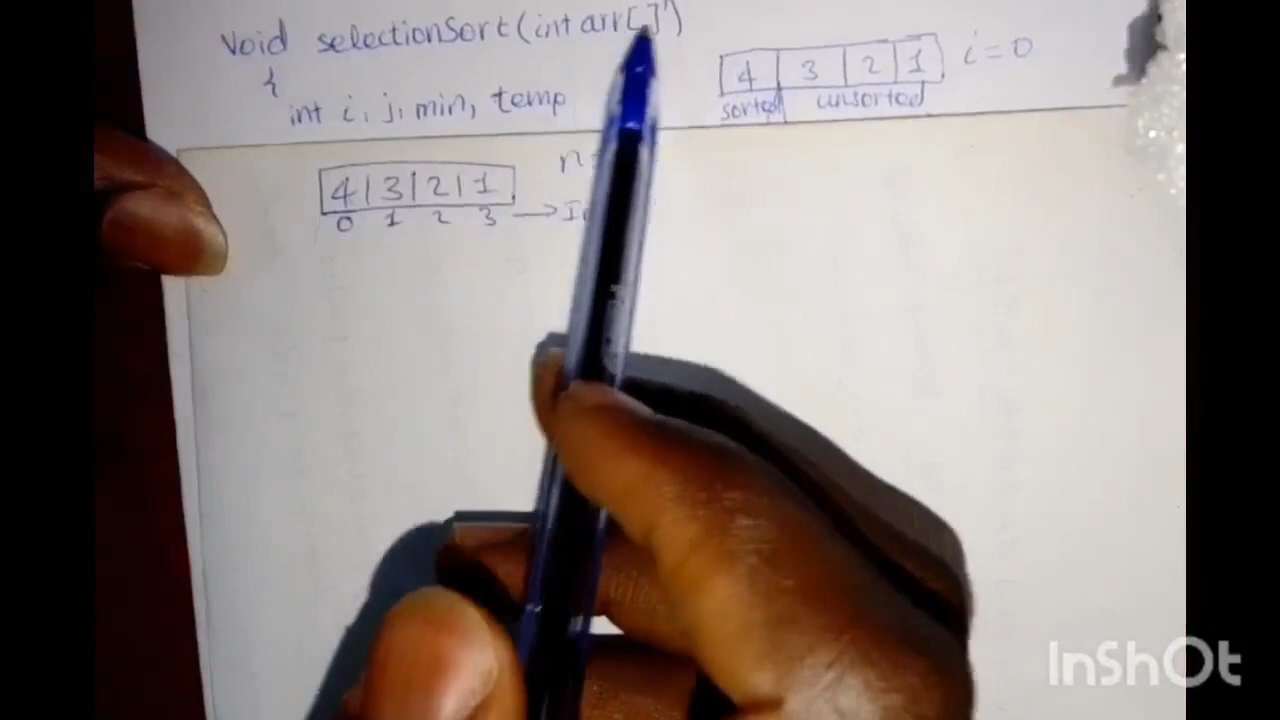 void selectionSort(int arr[])
{
int i, j, min, temp
4 3 2 1 i = 0
sorted unsorted
4 | 3 | 2 | 1
0 1 2 3 →
InShOt